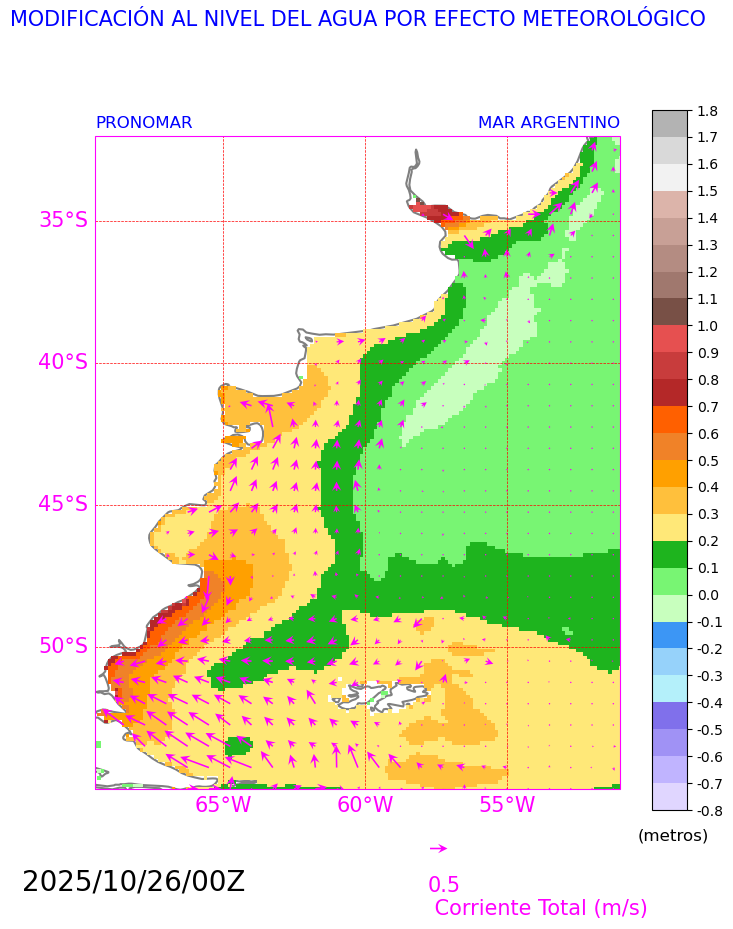 MODIFICACIÓN AL NIVEL DEL AGUA POR EFECTO METEOROLÓGICO
PRONOMAR MAR ARGENTINO
35°S
40°S
45°S
50°S
65°W 60°W 55°W
1.8
1.7
1.6
1.5
1.4
1.3
1.2
1.1
1.0
0.9
0.8
0.7
0.6
0.5
0.4
0.3
0.2
0.1
0.0
-0.1
-0.2
-0.3
-0.4
-0.5
-0.6
-0.7
-0.8
(metros)
2025/10/26/00Z
0.5
Corriente Total (m/s)